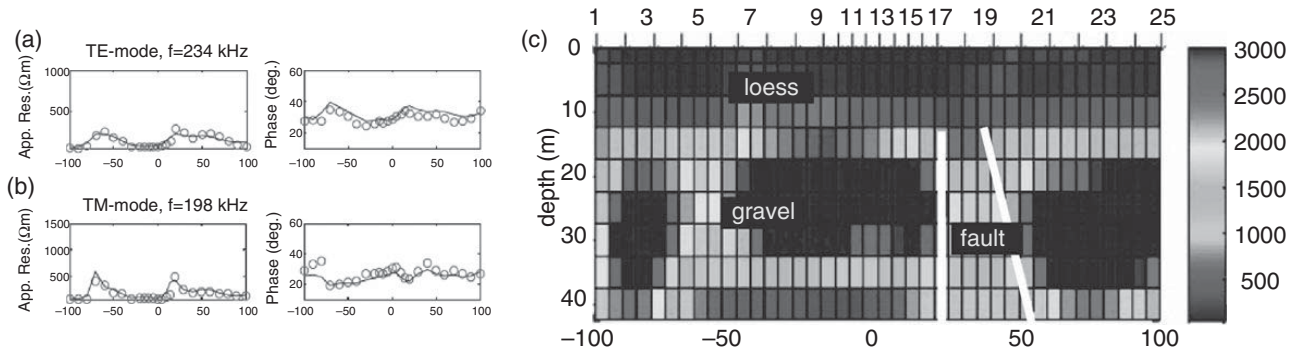 (a)
TE-mode, f=234 kHz
App. Res.(Ωm)
1000
500
−100 −50 0 50 100
Phase (deg.)
60
40
20
−100 −50 0 50 100
(b)
TM-mode, f=198 kHz
App. Res.(Ωm)
1500
1000
500
−100 −50 0 50 100
Phase (deg.)
60
40
20
−100 −50 0 50 100
(c)
1 3 5 7 9 11 13 15 17 19 21 23 25
depth (m)
0
10
20
30
40
loess
gravel
fault
−100 −50 0 50 100
3000
2500
2000
1500
1000
500